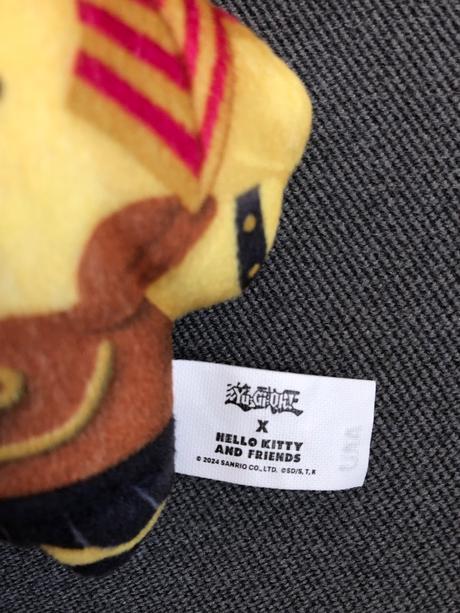 Yu-Gi-Oh!
X
HELLO KITTY
AND FRIENDS
© 2024 SANRIO CO., LTD. ©SD/S, T, K